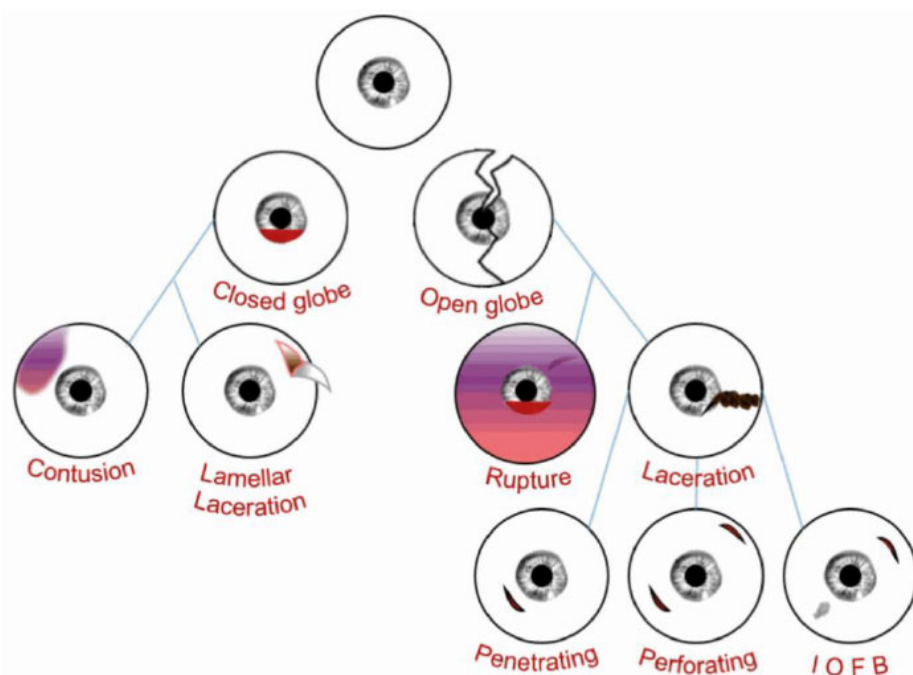 Closed globe
Open globe
Contusion
Lamellar
Laceration
Rupture
Laceration
Penetrating
Perforating
I O F B